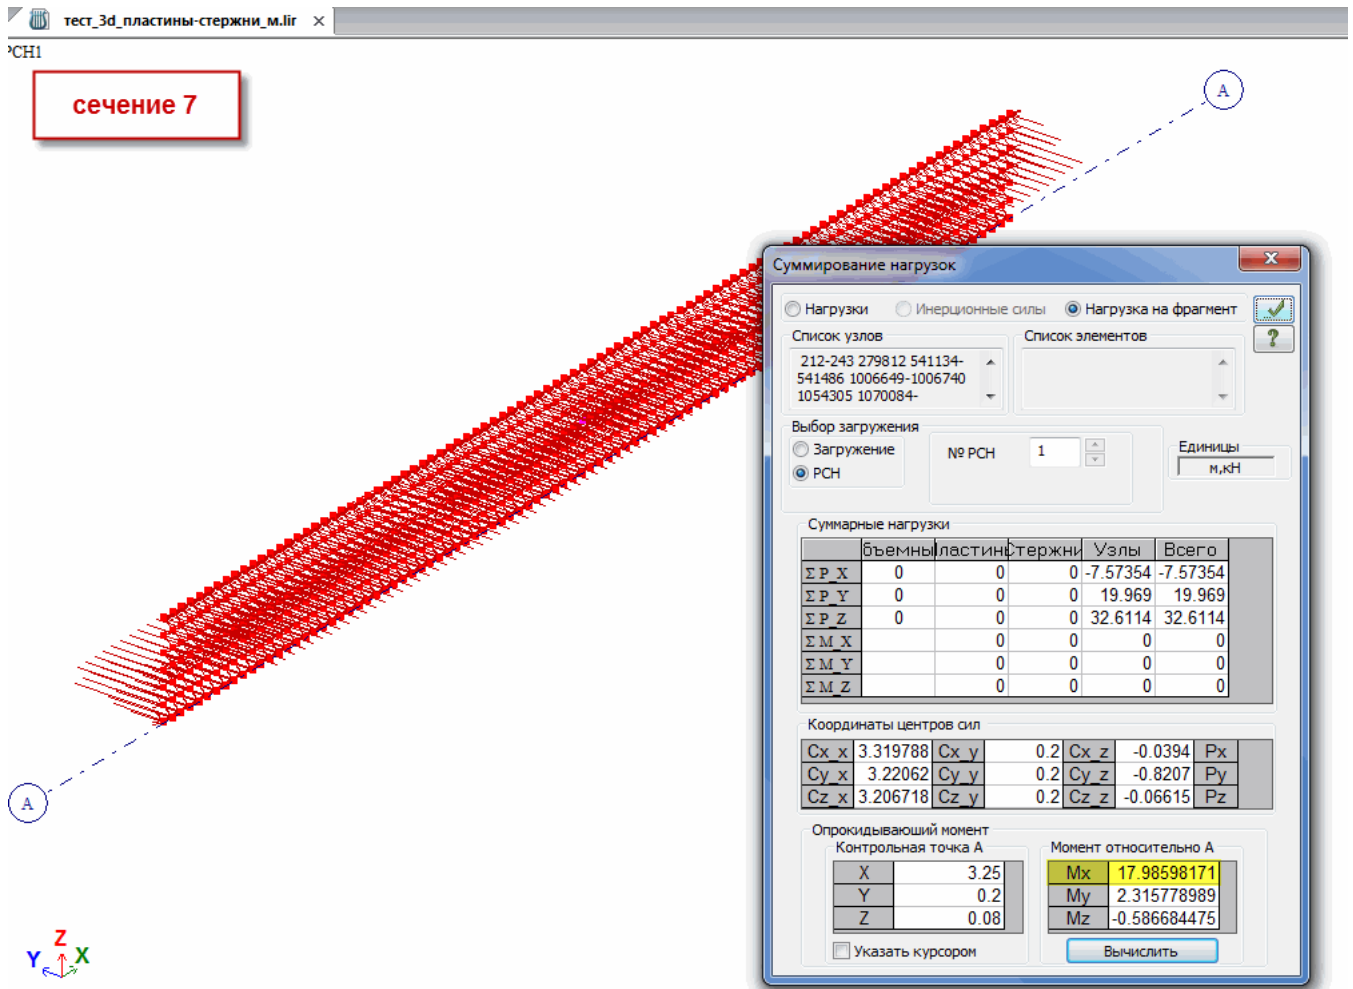 тест_3d_пластины-стержни_м.lir ×
РСН1
сечение 7
A
Суммирование нагрузок
Нагрузки Инерционные силы Нагрузка на фрагмент
Список узлов Список элементов
212-243 279812 541134-
541486 1006649-1006740
1054305 1070084-
Выбор загружения
Загружение
РСН
№ РСН 1
Единицы
м,кН
Суммарные нагрузки
бъемны ластин Стержни Узлы Всего
Σ P_X 0 0 0 -7.57354 -7.57354
Σ P_Y 0 0 0 19.969 19.969
Σ P_Z 0 0 0 32.6114 32.6114
Σ M_X 0 0 0 0
Σ M_Y 0 0 0 0
Σ M_Z 0 0 0 0
Координаты центров сил
Cx_x 3.319788 Cx_y 0.2 Cx_z -0.0394 Px
Cy_x 3.22062 Cy_y 0.2 Cy_z -0.8207 Py
Cz_x 3.206718 Cz_y 0.2 Cz_z -0.06615 Pz
Опрокидывающий момент
Контрольная точка А Момент относительно А
X 3.25 Mx 17.98598171
Y 0.2 My 2.315778989
Z 0.08 Mz -0.586684475
Указать курсором Вычислить
A
Z
Y X